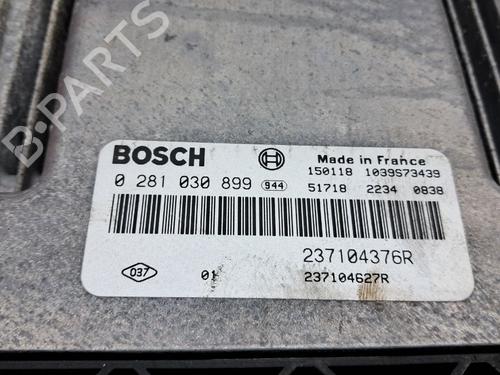 B-PARTS
BOSCH Made in France
150118 1039S73439
0 281 030 899 944 51718 2234 0838
237104376R
037 01 237104627R